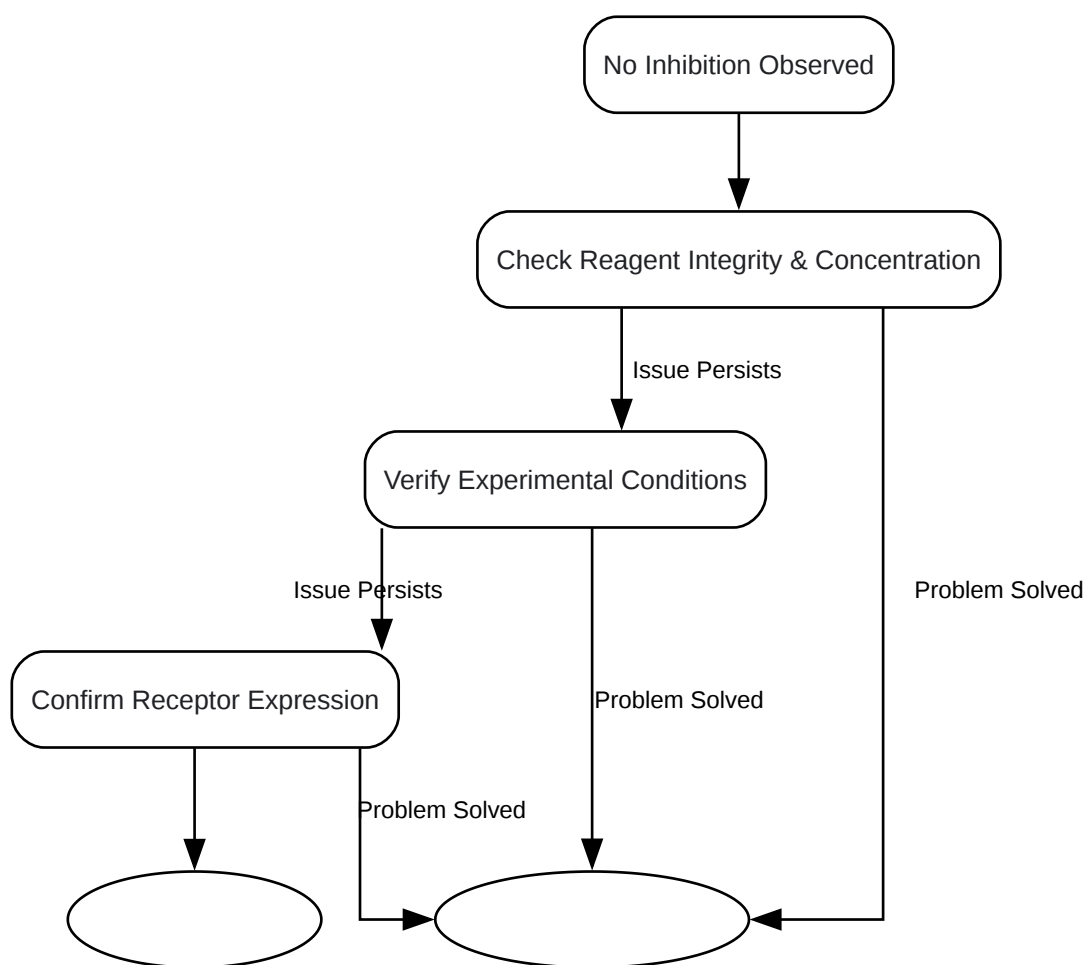 No Inhibition Observed
Check Reagent Integrity & Concentration
Issue Persists
Verify Experimental Conditions
Issue Persists
Problem Solved
Confirm Receptor Expression
Problem Solved
Problem Solved